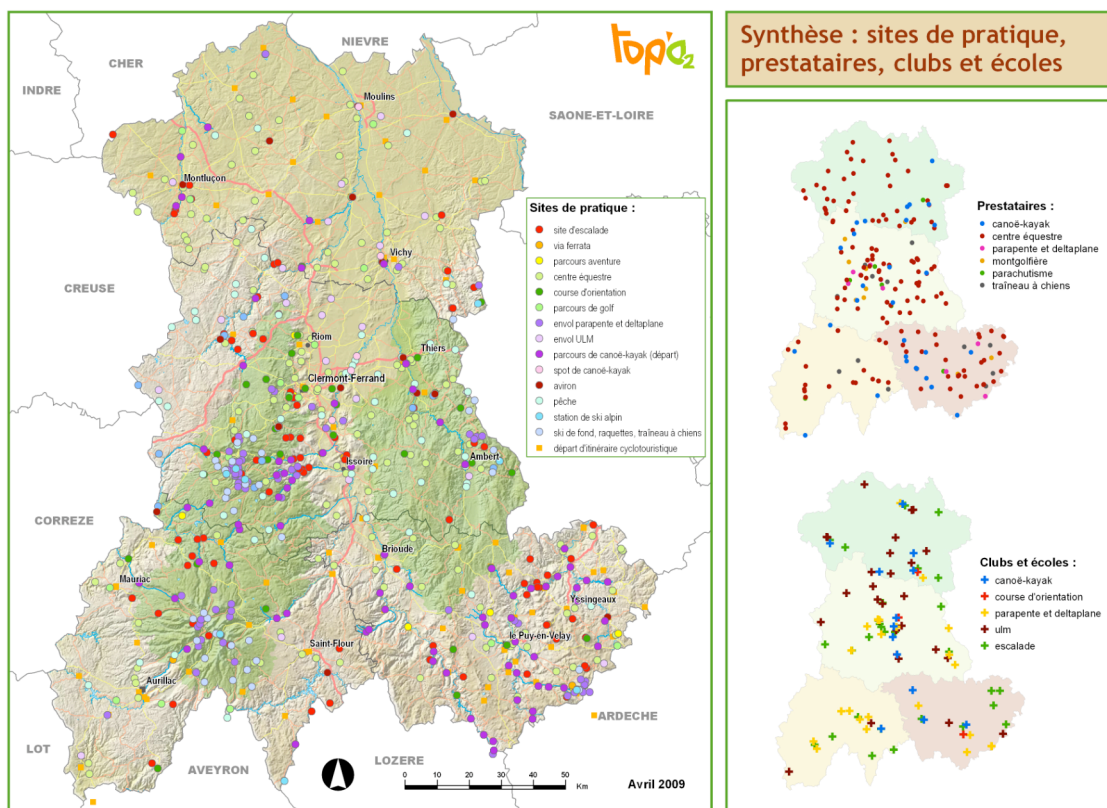 CHER
NIEVRE
top'o2
INDRE
Moulins
SAONE-ET-LOIRE
Montluçon
Vichy
CREUSE
Riom
Thiers
Clermont-Ferrand
Issoire
Ambert
CORREZE
Brioude
Mauriac
Yssingeaux
le Puy-en-Velay
Saint-Flour
Aurillac
ARDECHE
LOT
AVEYRON
LOZERE
0 10 20 30 40 50
Km
Avril 2009
Sites de pratique :
site d'escalade
via ferrata
parcours aventure
centre équestre
course d'orientation
parcours de golf
envol parapente et deltaplane
envol ULM
parcours de canoë-kayak (départ)
spot de canoë-kayak
aviron
pêche
station de ski alpin
ski de fond, raquettes, traîneau à chiens
départ d'itinéraire cyclotouristique
Synthèse : sites de pratique,
prestataires, clubs et écoles
Prestataires :
canoë-kayak
centre équestre
parapente et deltaplane
montgolfière
parachutisme
traîneau à chiens
Clubs et écoles :
canoë-kayak
course d'orientation
parapente et deltaplane
ulm
escalade